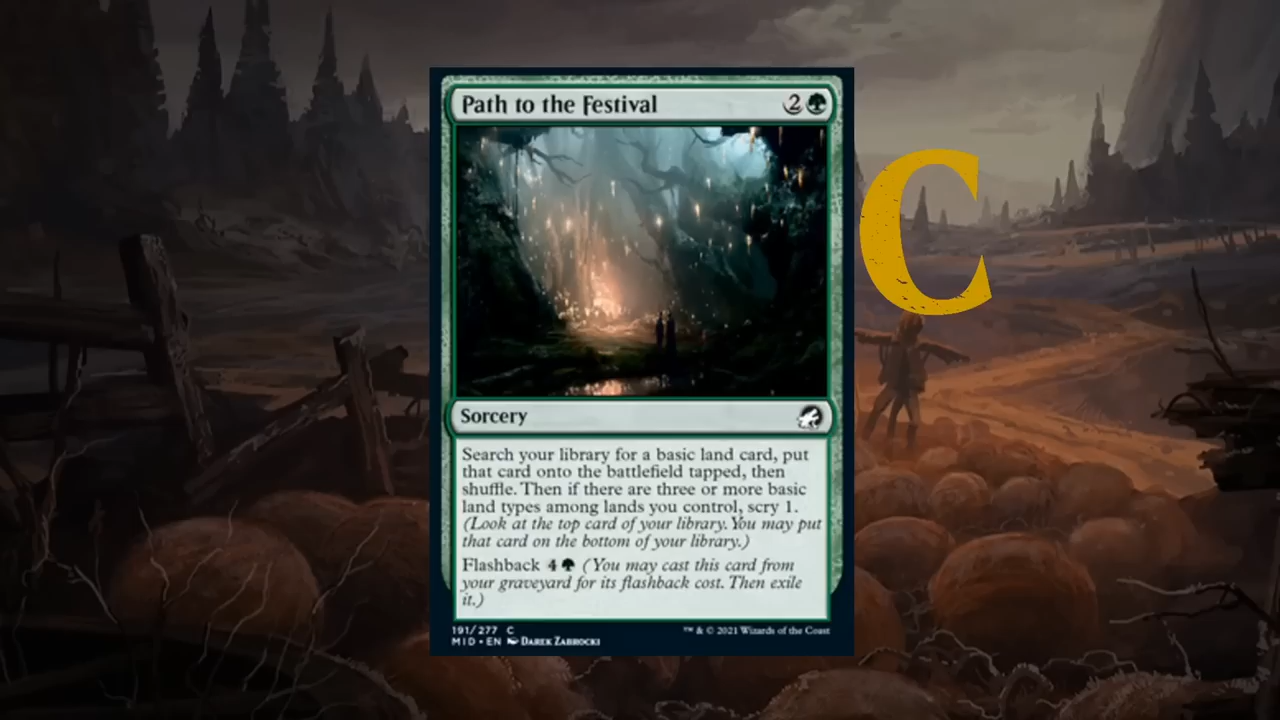 Path to the Festival 2
C
Sorcery
Search your library for a basic land card, put
that card onto the battlefield tapped, then
shuffle. Then if there are three or more basic
land types among lands you control, scry 1.
(Look at the top card of your library. You may put
that card on the bottom of your library.)
Flashback 4 (You may cast this card from
your graveyard for its flashback cost. Then exile
it.)
191/277 C ™ & © 2021 Wizards of the Coast
MID • EN Darek Zabrocki